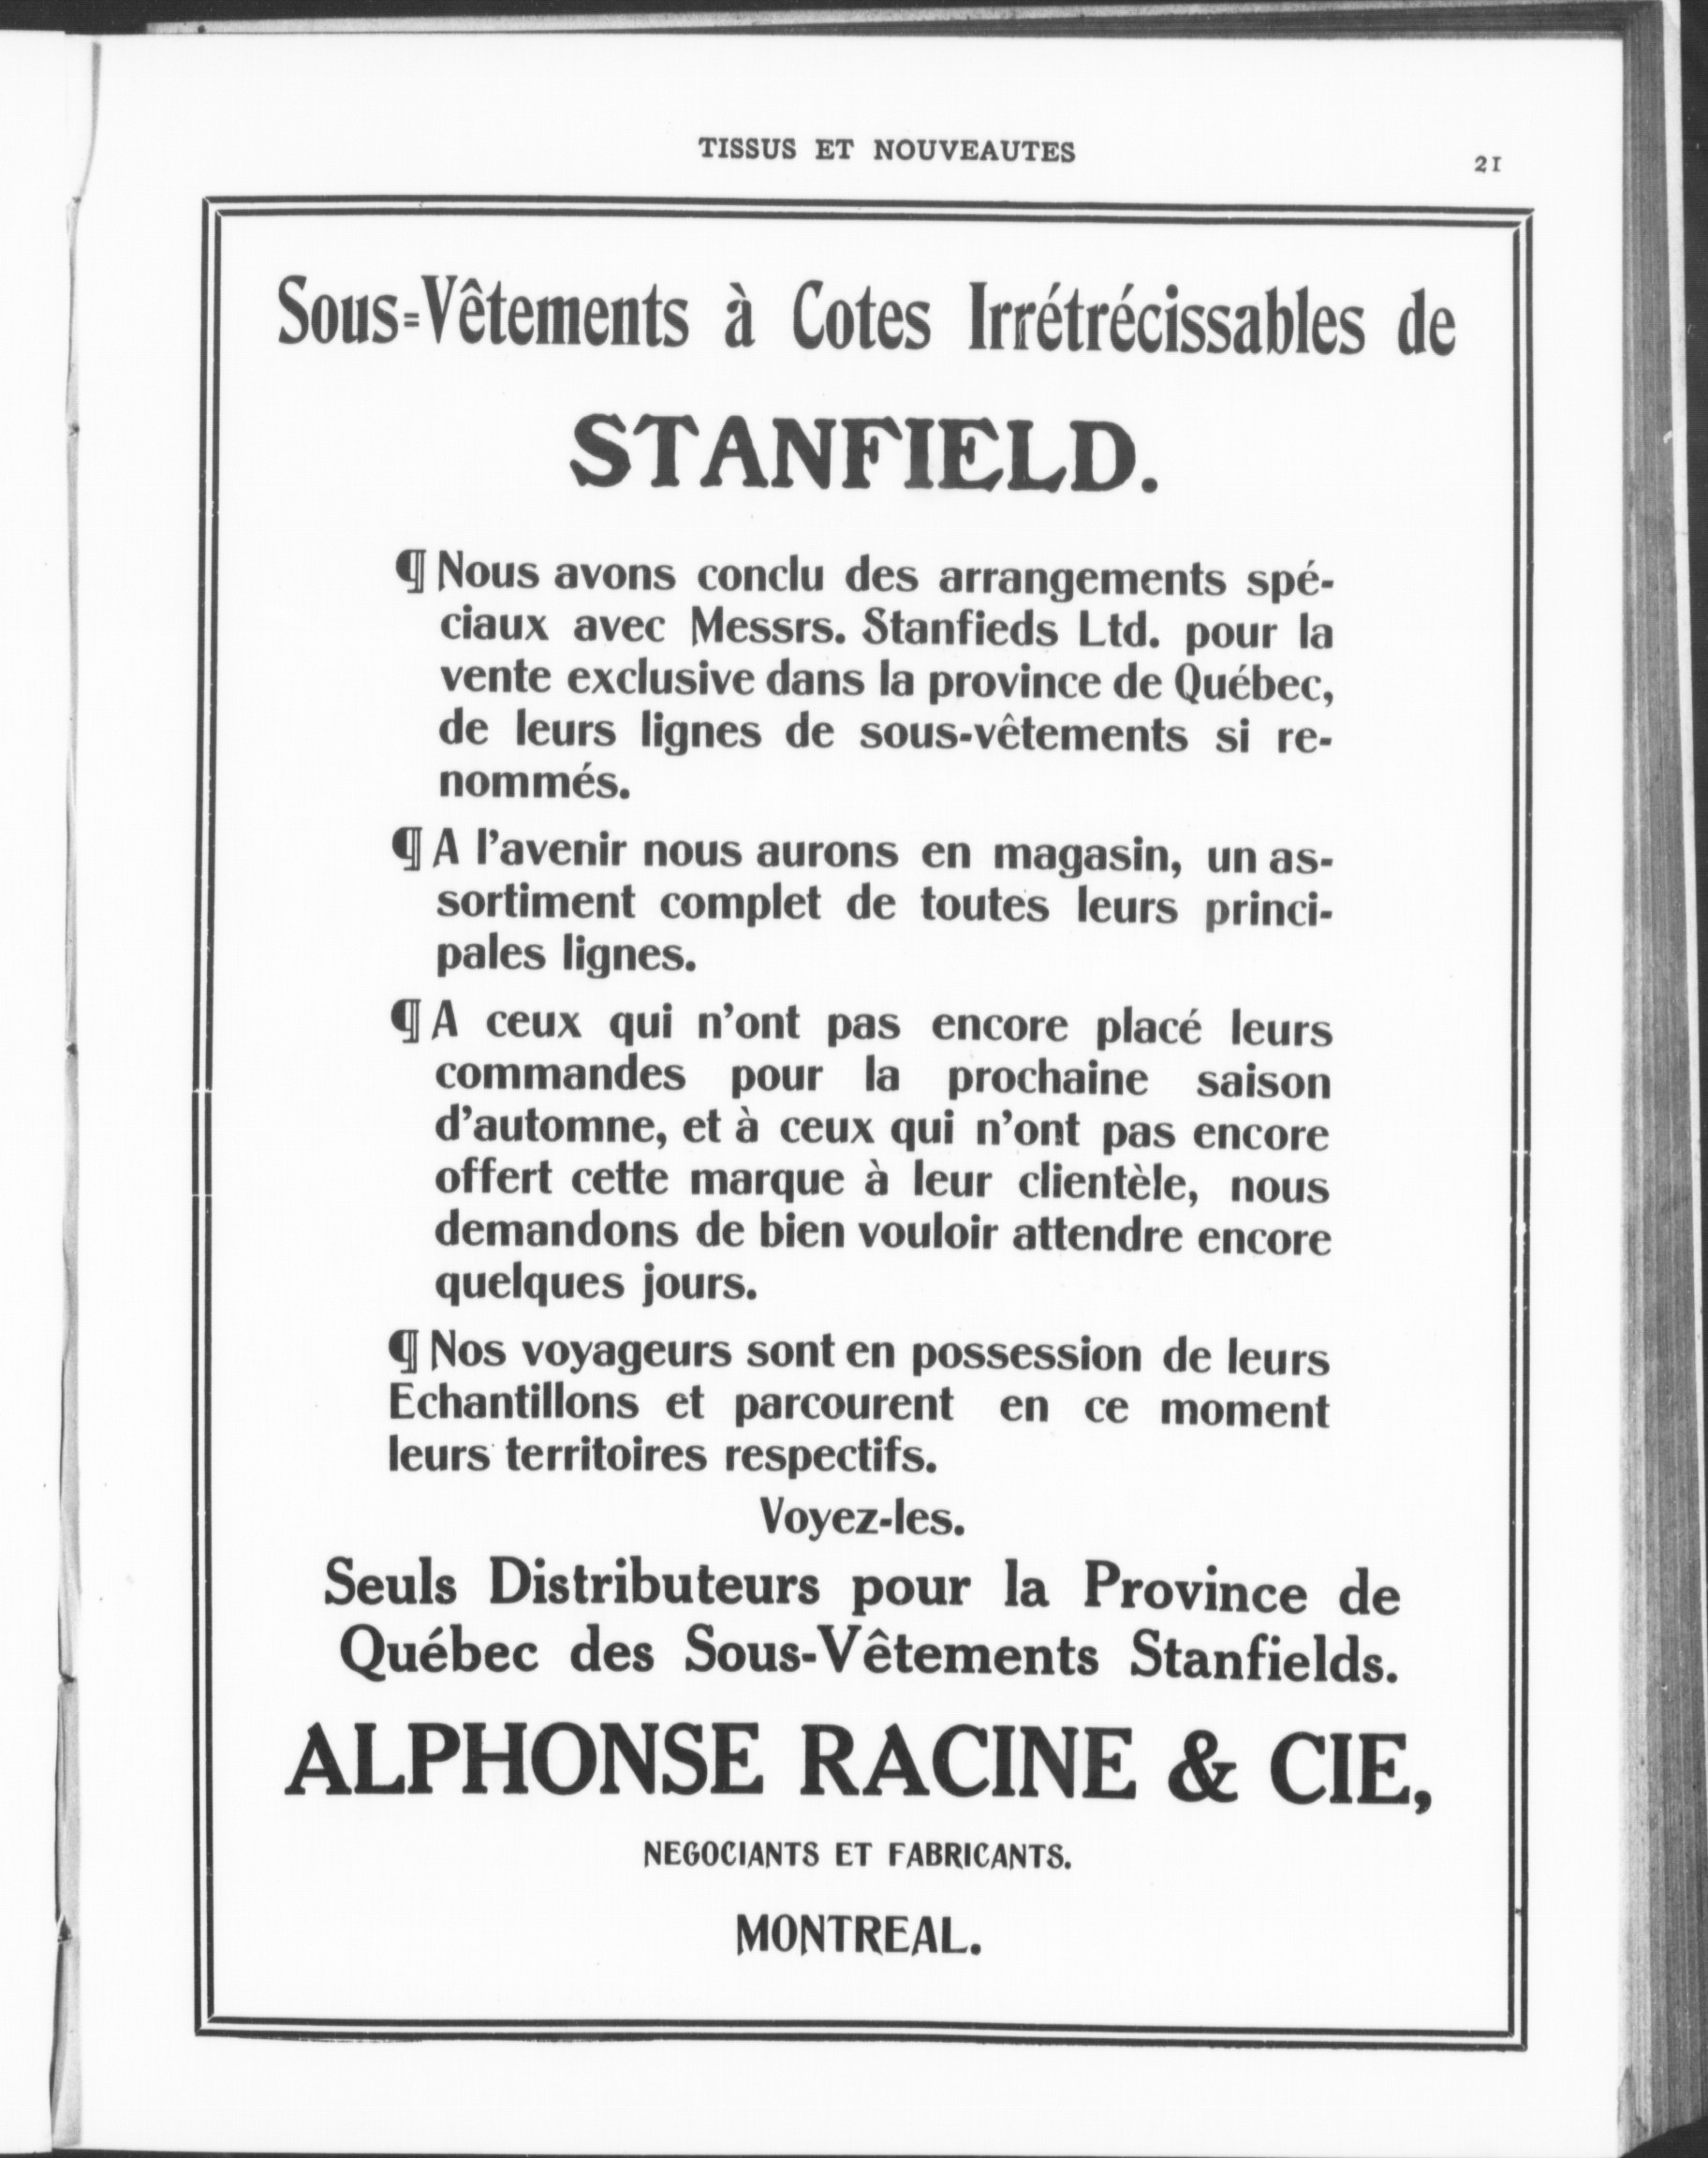 TISSUS ET NOUVEAUTES
21
Sous-Vêtements à Cotes Irrétrécissables de
STANFIELD.
¶ Nous avons conclu des arrangements spé-
ciaux avec Messrs. Stanfieds Ltd. pour la
vente exclusive dans la province de Québec,
de leurs lignes de sous-vêtements si re-
nommés.
¶ A l'avenir nous aurons en magasin, un as-
sortiment complet de toutes leurs princi-
pales lignes.
¶ A ceux qui n'ont pas encore placé leurs
commandes pour la prochaine saison
d'automne, et à ceux qui n'ont pas encore
offert cette marque à leur clientèle, nous
demandons de bien vouloir attendre encore
quelques jours.
¶ Nos voyageurs sont en possession de leurs
Echantillons et parcourent en ce moment
leurs territoires respectifs.
Voyez-les.
Seuls Distributeurs pour la Province de
Québec des Sous-Vêtements Stanfields.
ALPHONSE RACINE & CIE,
NEGOCIANTS ET FABRICANTS.
MONTREAL.